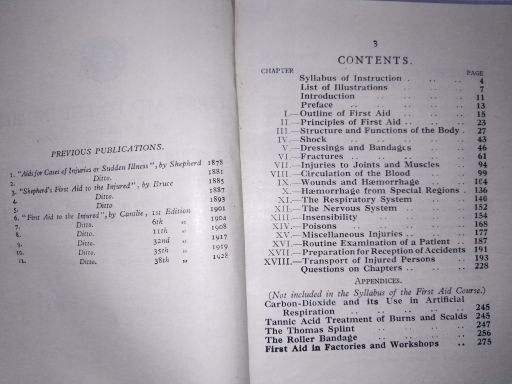 PREVIOUS PUBLICATIONS.
1. "Aids for Cases of Injuries or Sudden Illness", by Shepherd 1878
2. Ditto. 1881
3. "Shepherd's First Aid to the Injured", by Bruce 1885
4. Ditto. 1887
5. Ditto. 1893
6. "First Aid to the Injured", by Cantlie, 1st Edition 1901
7. Ditto. 6th " 1904
8. Ditto. 11th " 1908
9. Ditto. 32nd " 1917
10. Ditto. 35th " 1919
11. Ditto. 38th " 1928
3
CONTENTS.
CHAPTER PAGE
Syllabus of Instruction .. .. .. 4
List of Illustrations .. .. 7
Introduction .. .. .. .. 11
Preface .. .. .. .. .. 13
I.—Outline of First Aid .. .. .. 15
II.—Principles of First Aid .. .. 23
III.—Structure and Functions of the Body . 27
IV.—Shock .. .. .. .. 43
V.—Dressings and Bandages .. .. 46
VI.—Fractures .. .. .. .. 61
VII.—Injuries to Joints and Muscles .. 94
VIII.—Circulation of the Blood .. .. 99
IX.—Wounds and Hæmorrhage .. .. 104
X.—Hæmorrhage from Special Regions . 136
XI.—The Respiratory System .. .. 146
XII.—The Nervous System .. .. .. 152
XIII.—Insensibility .. .. .. .. 154
XIV.—Poisons .. .. .. .. 168
XV.—Miscellaneous Injuries .. .. 177
XVI.—Routine Examination of a Patient .. 187
XVII.—Preparation for Reception of Accidents 191
XVIII.—Transport of Injured Persons .. 193
Questions on Chapters .. .. .. 228
APPENDICES.
(Not included in the Syllabus of the First Aid Course.)
Carbon-Dioxide and its Use in Artificial
Respiration .. .. .. .. 245
Tannic Acid Treatment of Burns and Scalds 245
The Thomas Splint .. .. .. 247
The Roller Bandage .. .. .. 256
First Aid in Factories and Workshops .. .. 275